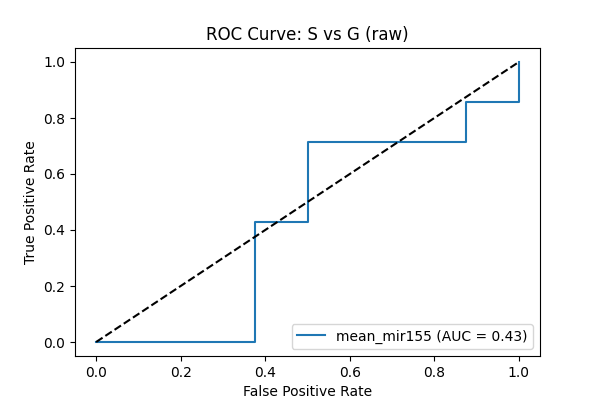 ROC Curve: S vs G (raw)
True Positive Rate
1.0
0.8
0.6
0.4
0.2
0.0
mean_mir155 (AUC = 0.43)
0.0 0.2 0.4 0.6 0.8 1.0
False Positive Rate